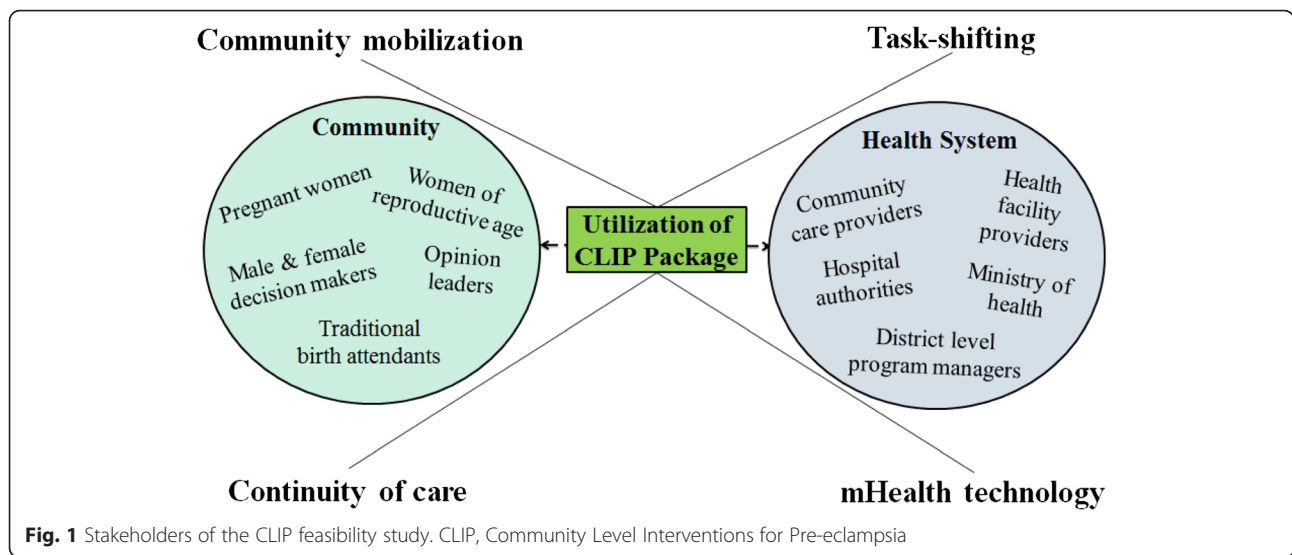 Community mobilization
Task-shifting
Community
Pregnant women
Women of
reproductive age
Male & female
decision makers
Opinion
leaders
Traditional
birth attendants
Utilization of
CLIP Package
Health System
Community
care providers
Health
facility
providers
Hospital
authorities
Ministry of
health
District level
program managers
Continuity of care
mHealth technology
Fig. 1 Stakeholders of the CLIP feasibility study. CLIP, Community Level Interventions for Pre-eclampsia